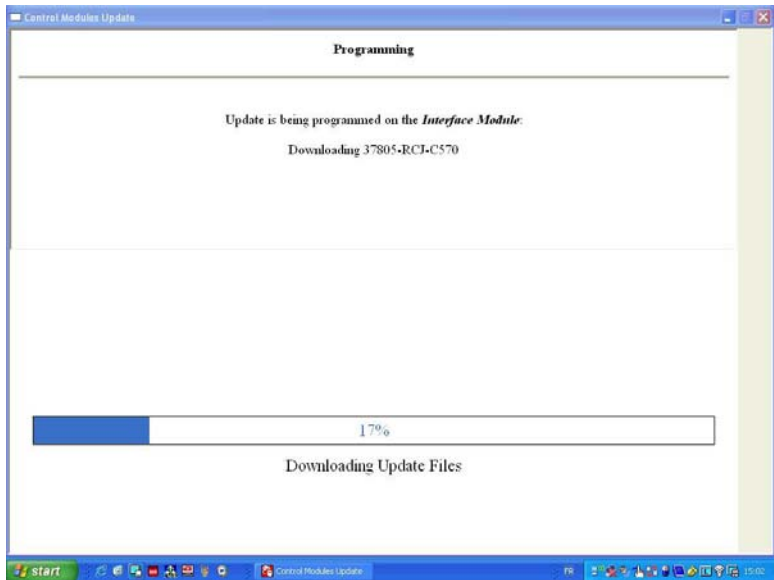 Control Modules Update
Programming
Update is being programmed on the Interface Module:
Downloading 37805-RCJ-C570
17%
Downloading Update Files
start
Control Modules Update
FR
15:02